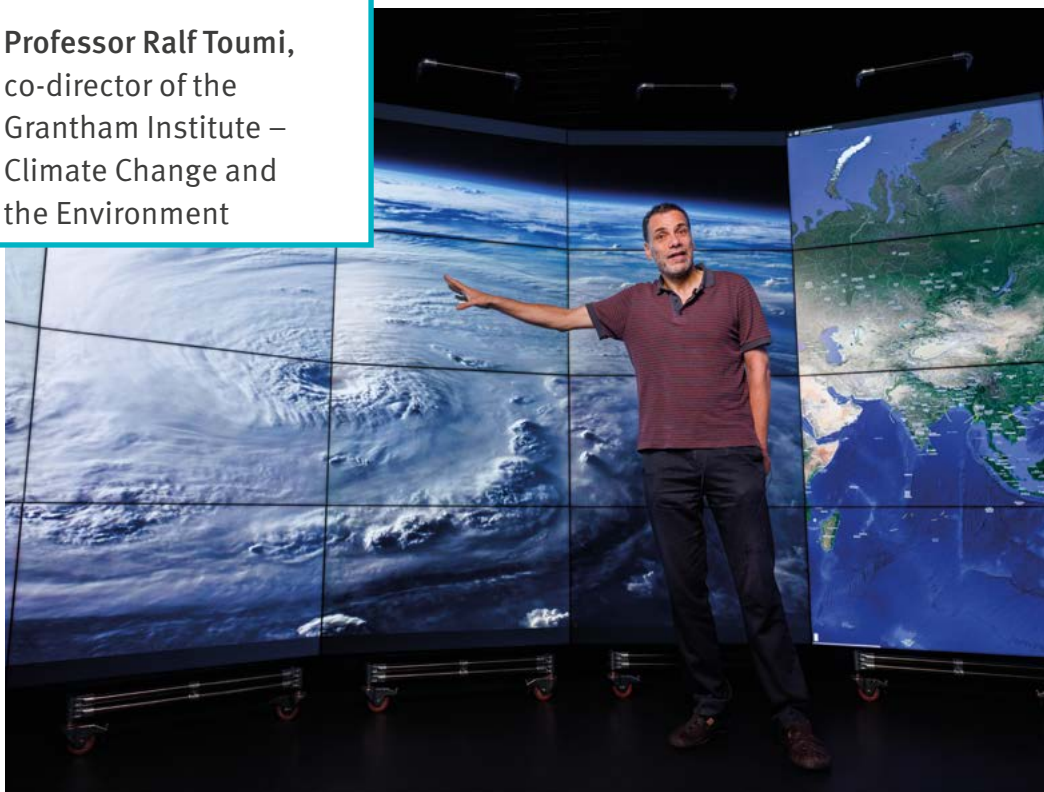 Professor Ralf Toumi,
co-director of the
Grantham Institute –
Climate Change and
the Environment